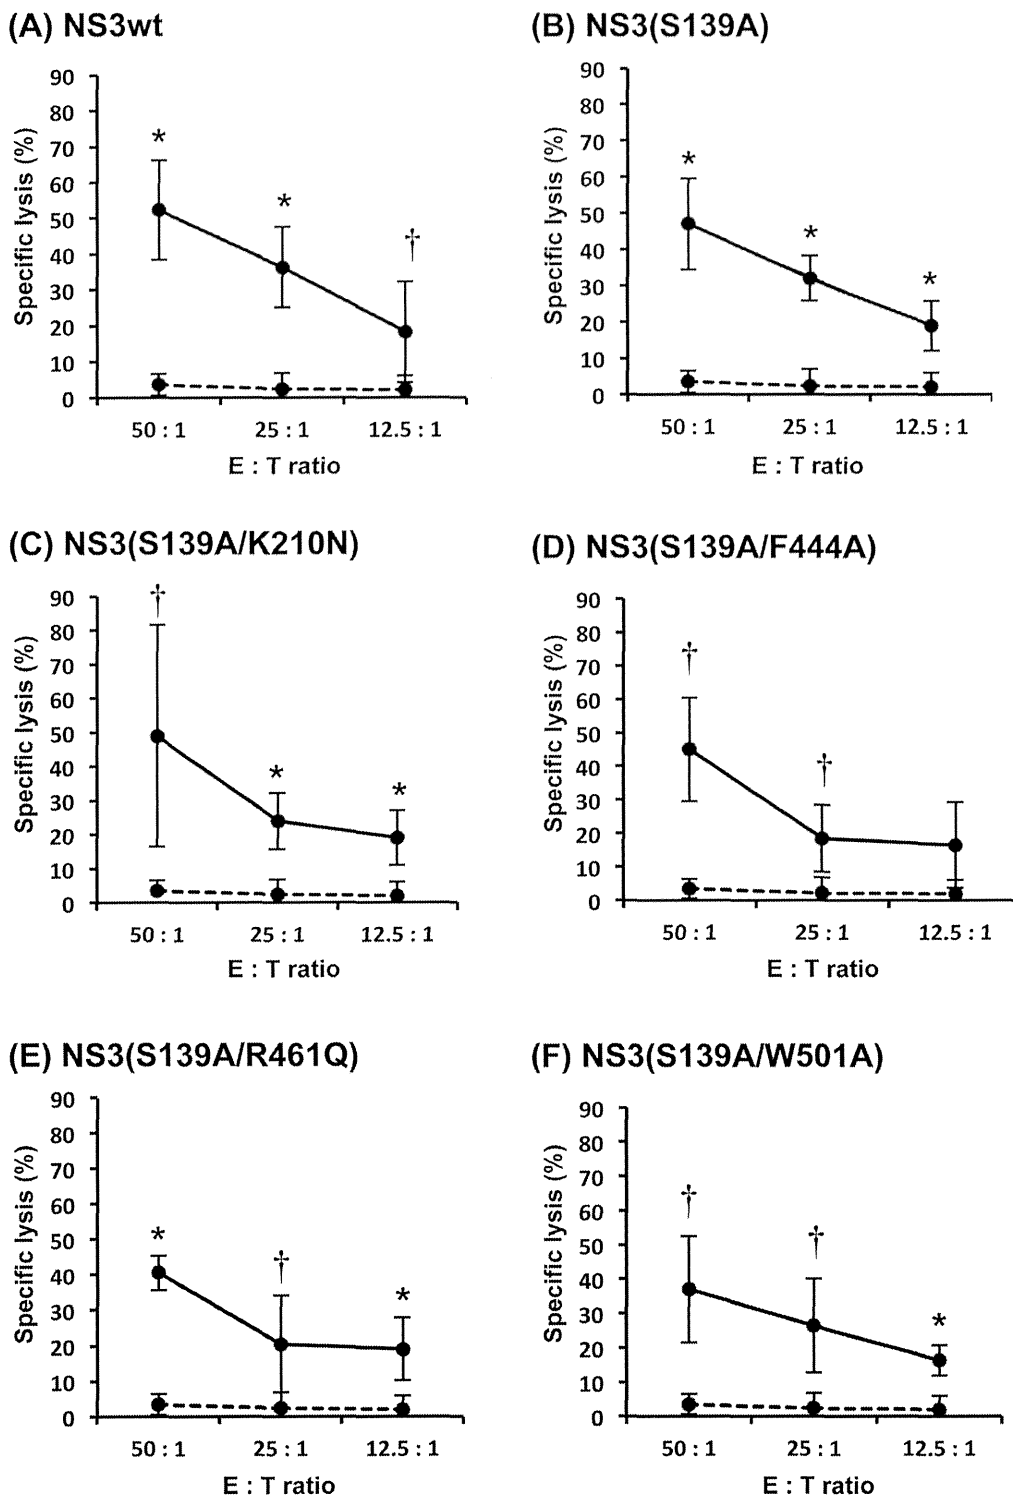 (A) NS3wt
Specific lysis (%)
90
80
70
60
50
40
30
20
10
0
*
*
†
50 : 1
25 : 1
12.5 : 1
E : T ratio
(B) NS3(S139A)
Specific lysis (%)
90
80
70
60
50
40
30
20
10
0
*
*
*
50 : 1
25 : 1
12.5 : 1
E : T ratio
(C) NS3(S139A/K210N)
Specific lysis (%)
90
80
70
60
50
40
30
20
10
0
†
*
*
50 : 1
25 : 1
12.5 : 1
E : T ratio
(D) NS3(S139A/F444A)
Specific lysis (%)
90
80
70
60
50
40
30
20
10
0
†
†
50 : 1
25 : 1
12.5 : 1
E : T ratio
(E) NS3(S139A/R461Q)
Specific lysis (%)
90
80
70
60
50
40
30
20
10
0
*
†
*
50 : 1
25 : 1
12.5 : 1
E : T ratio
(F) NS3(S139A/W501A)
Specific lysis (%)
90
80
70
60
50
40
30
20
10
0
†
†
*
50 : 1
25 : 1
12.5 : 1
E : T ratio